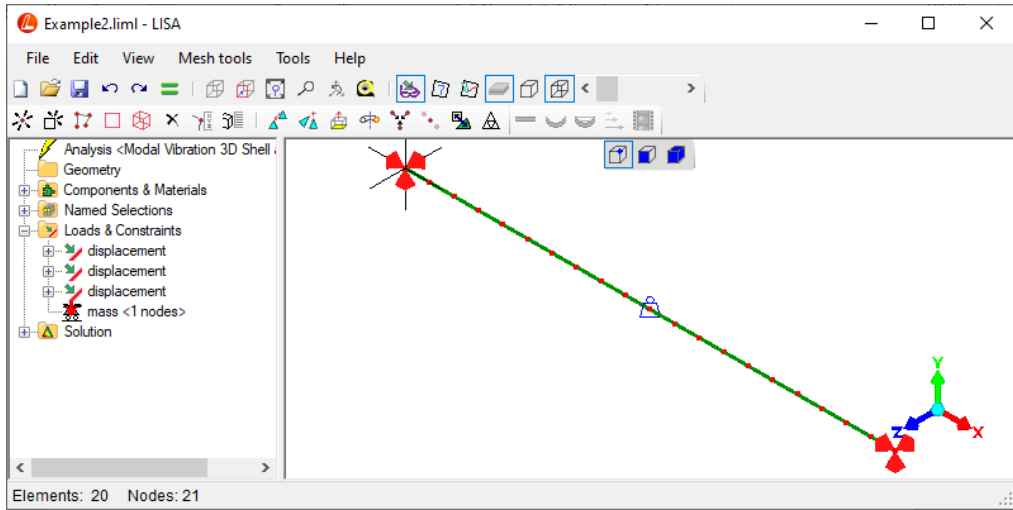 Example2.liml - LISA
File Edit View Mesh tools Tools Help
Analysis <Modal Vibration 3D Shell
Geometry
Components & Materials
Named Selections
Loads & Constraints
displacement
displacement
displacement
mass <1 nodes>
Solution
Y
Z
X
Elements: 20 Nodes: 21